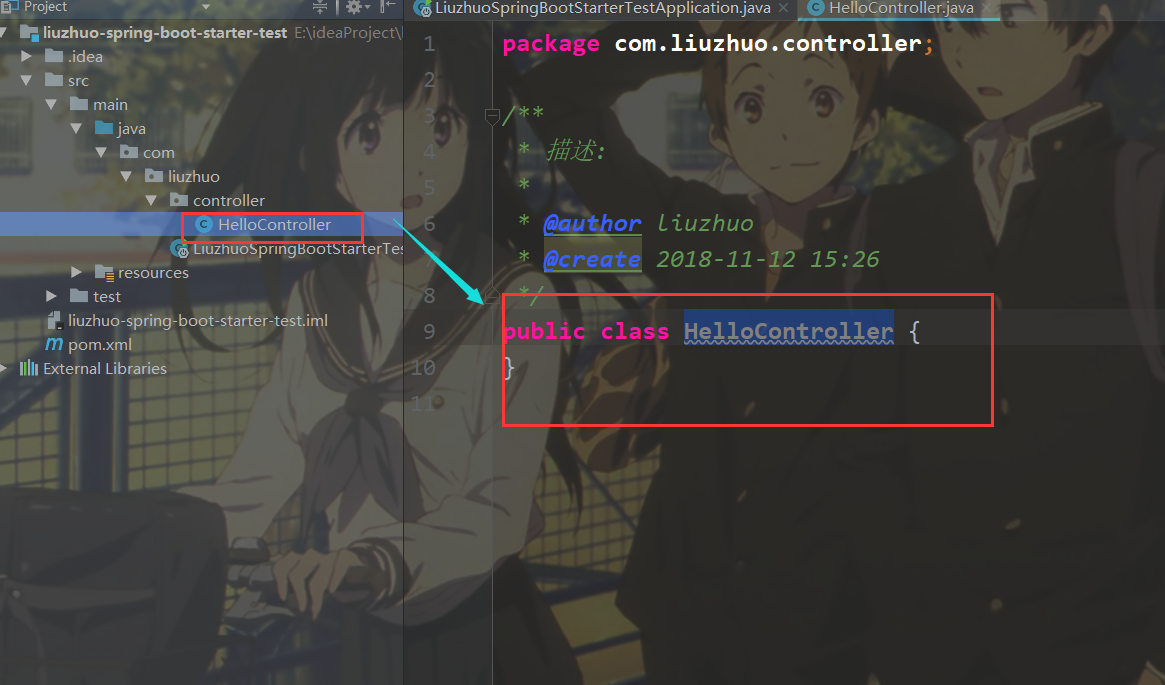 Project
liuzhuo-spring-boot-starter-test E:\ideaProject\l
.idea
src
main
java
com
liuzhuo
controller
HelloController
LiuzhuoSpringBootStarterTes
resources
test
liuzhuo-spring-boot-starter-test.iml
pom.xml
External Libraries
LiuzhuoSpringBootStarterTestApplication.java
HelloController.java
1 package com.liuzhuo.controller;
2
3 /**
4 * 描述:
5 *
6 * @author liuzhuo
7 * @create 2018-11-12 15:26
8 */
9 public class HelloController {
10 }
11